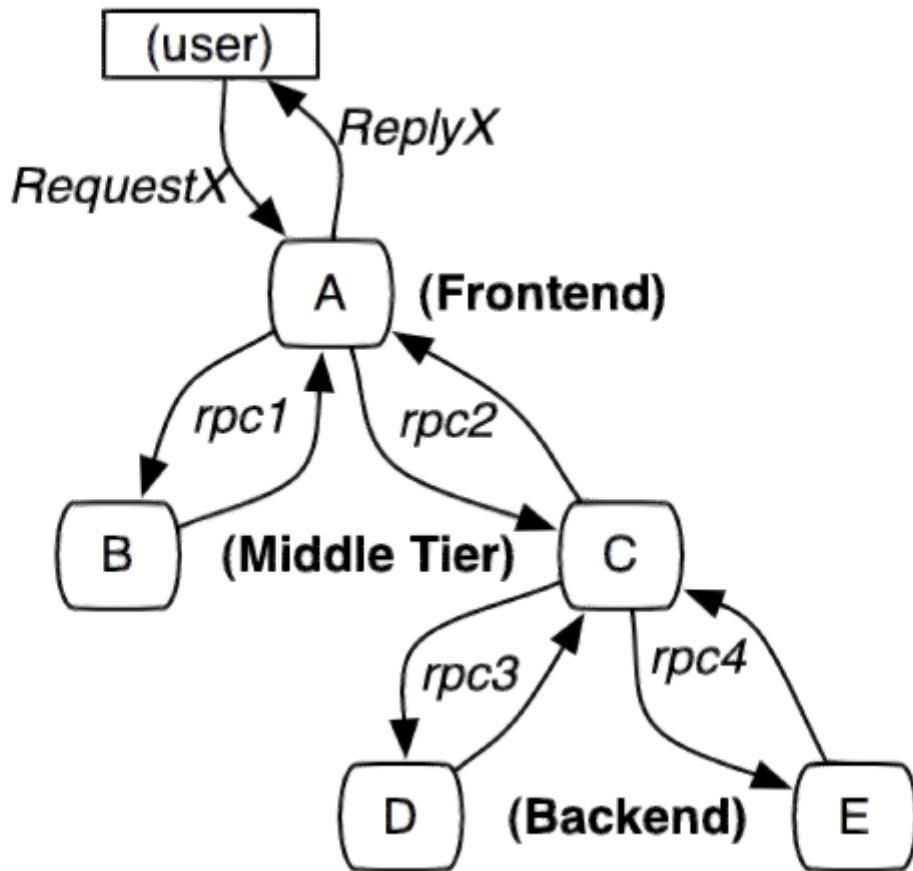 (user)
ReplyX
RequestX
A
(Frontend)
rpc1
rpc2
B
(Middle Tier)
C
rpc3
rpc4
D
(Backend)
E